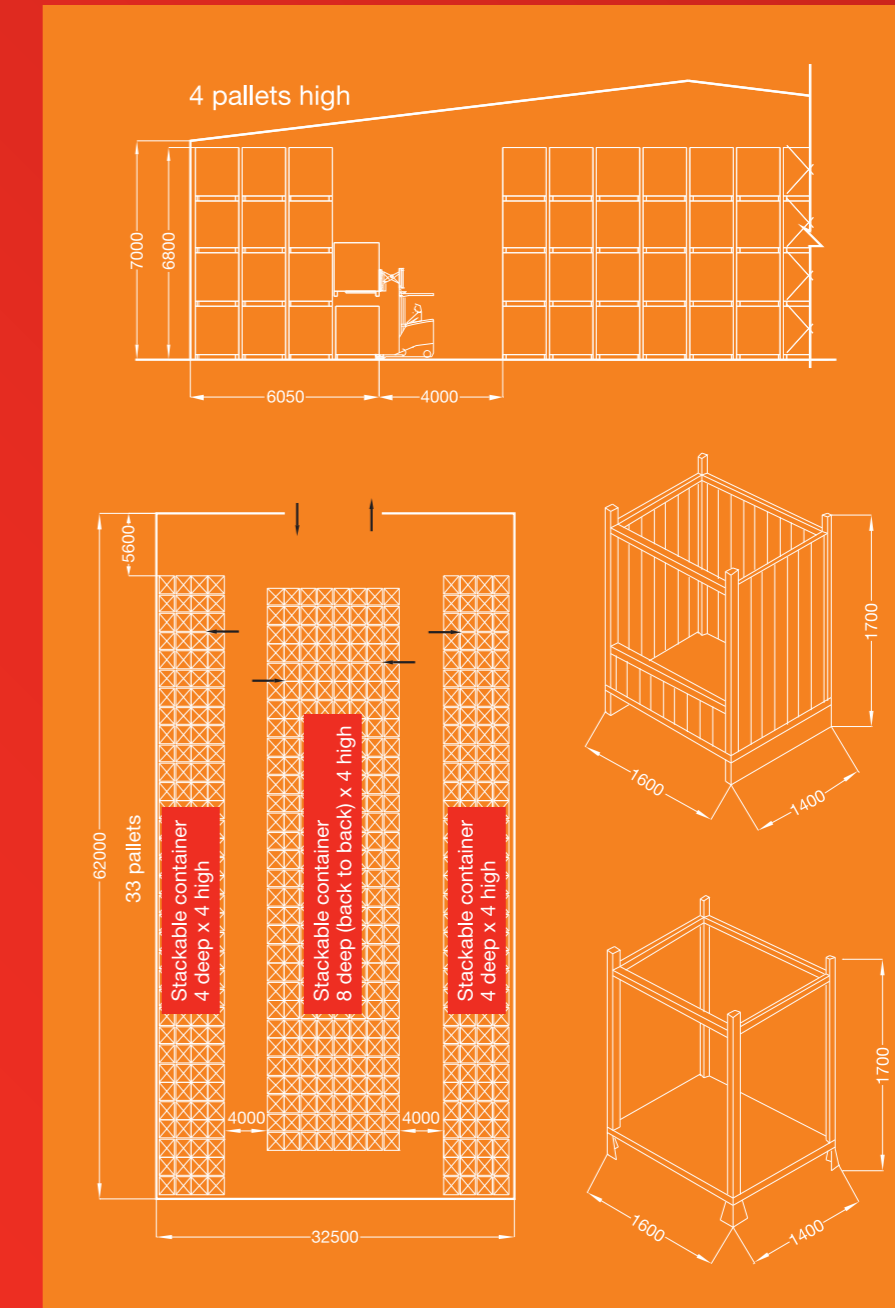 4 pallets high
7000
6800
6050
4000
5600
62000
33 pallets
Stackable container
4 deep x 4 high
Stackable container
8 deep (back to back) x 4 high
Stackable container
4 deep x 4 high
4000
4000
32500
1700
1600
1400
1700
1600
1400